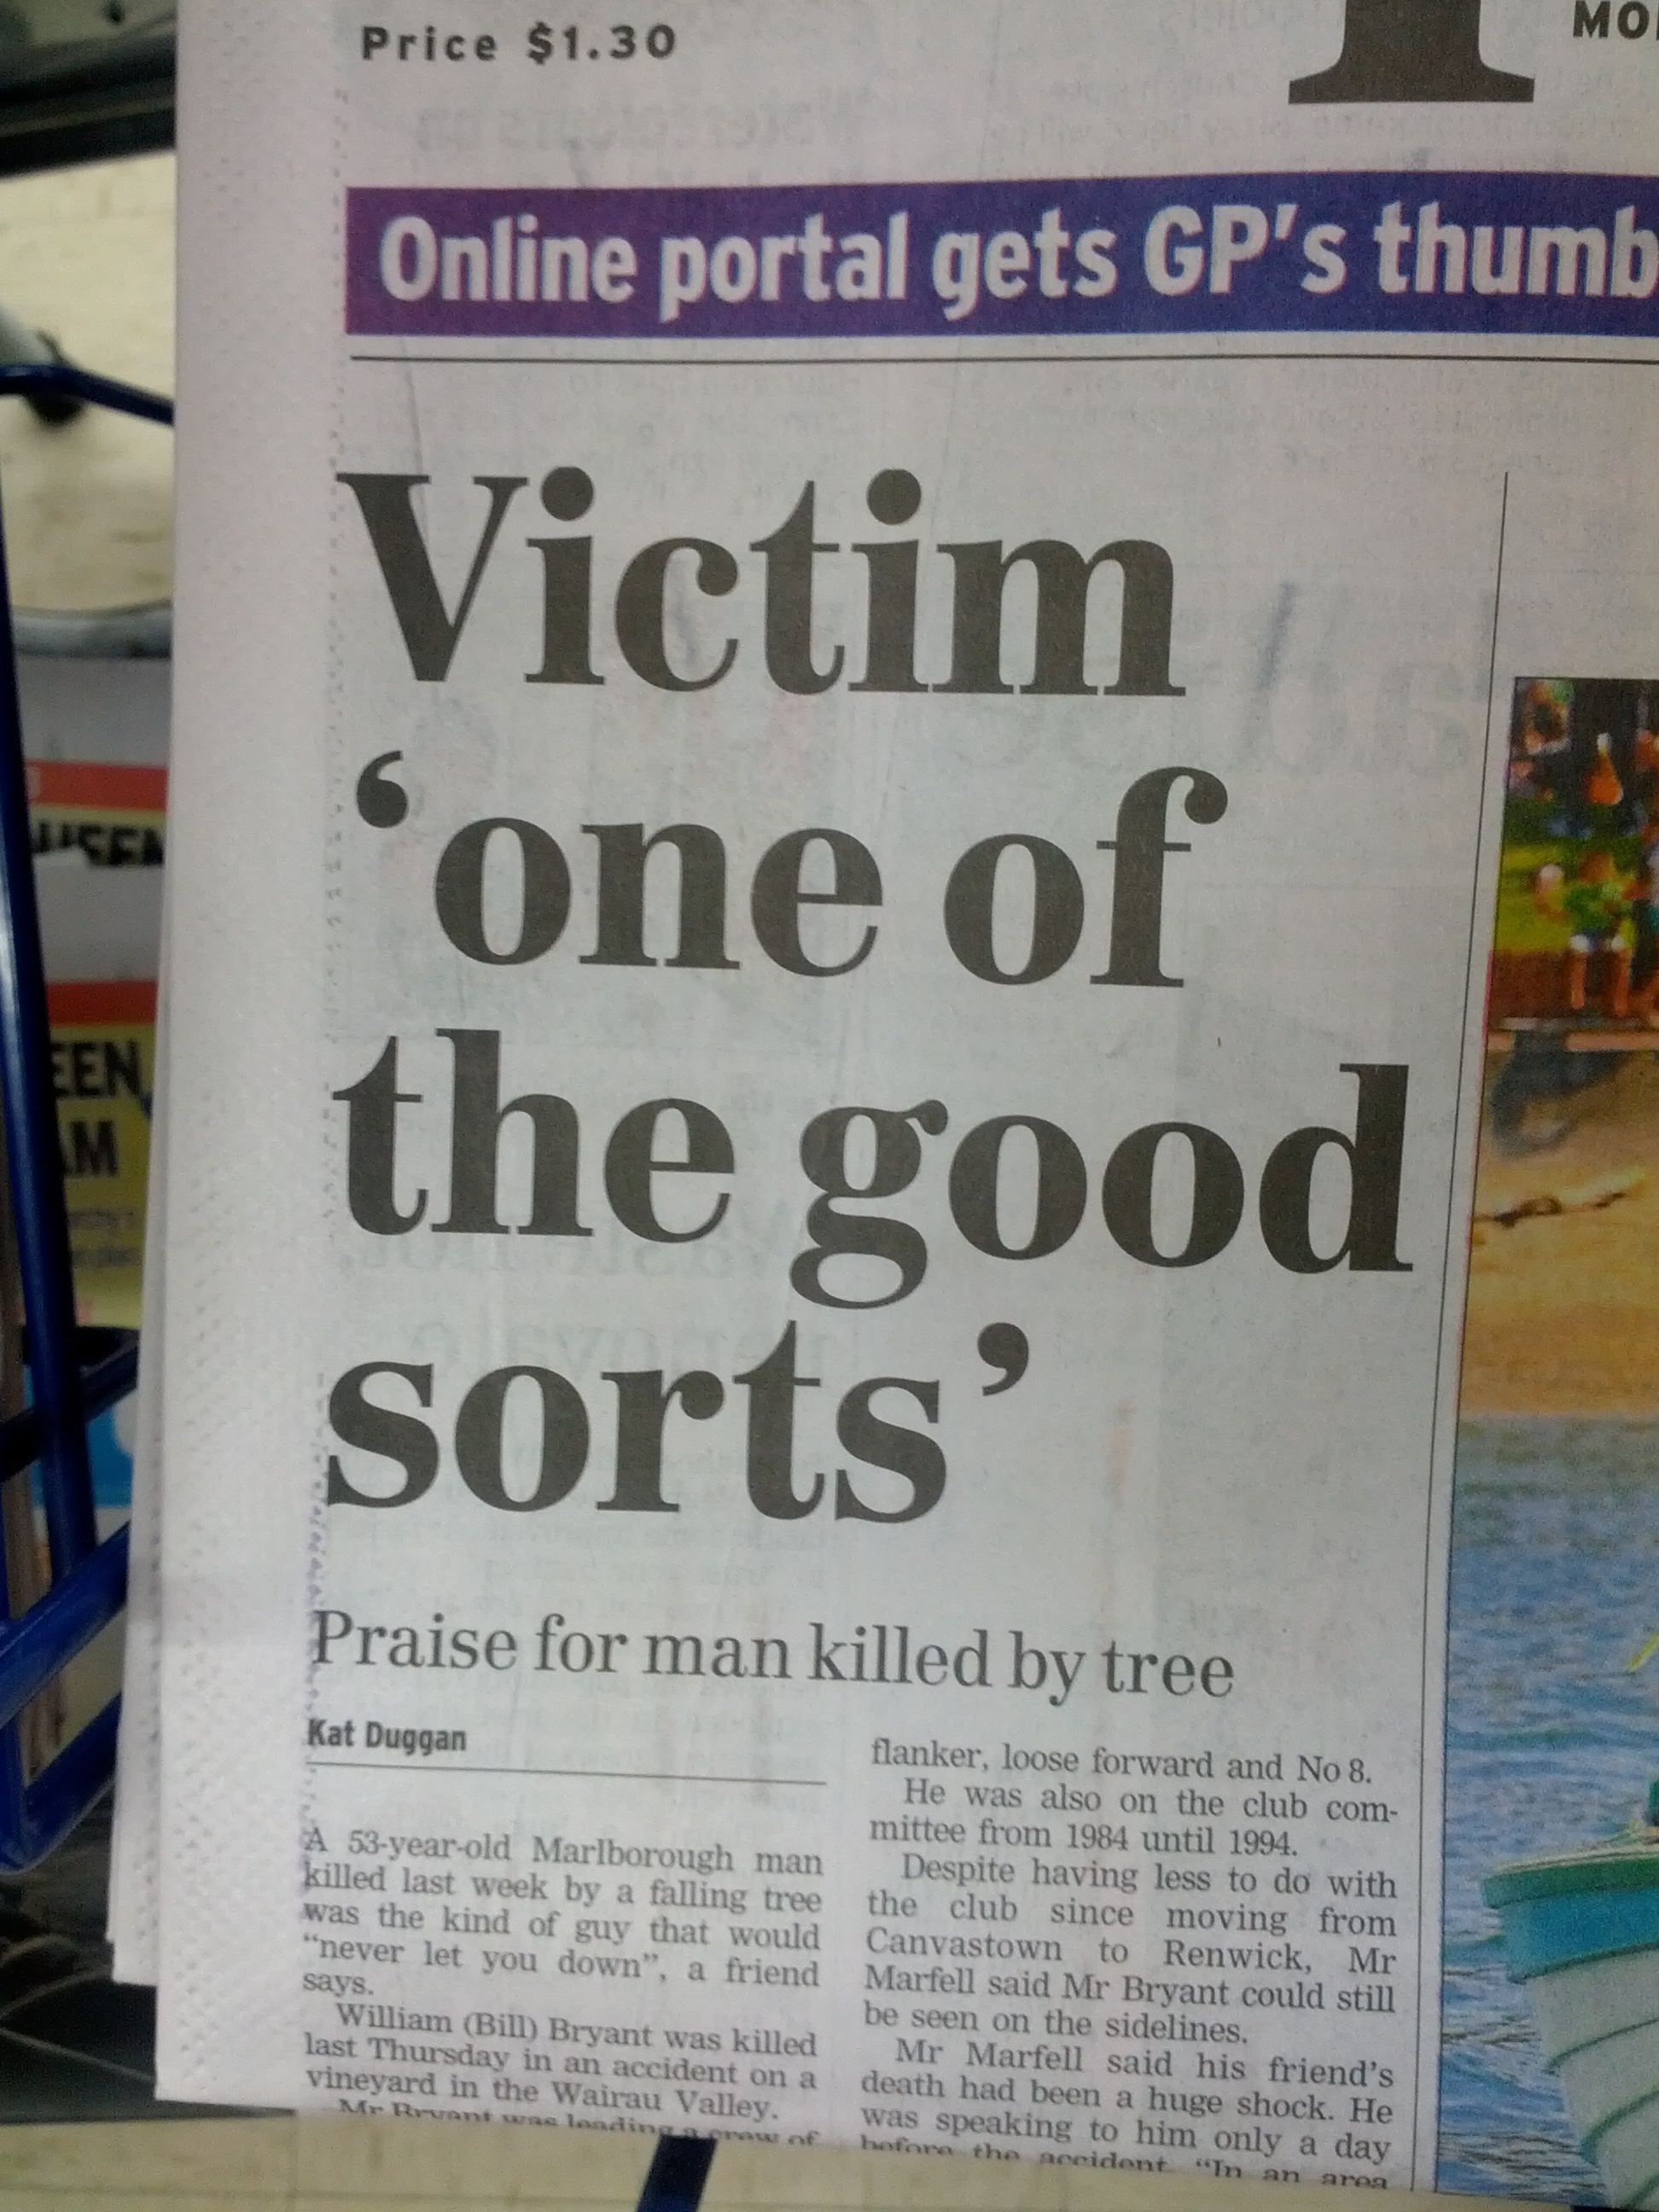 Price $1.30
MO
Online portal gets GP's thumb
Victim
‘one of
the good
sorts’
Praise for man killed by tree
Kat Duggan
A 53-year-old Marlborough man
killed last week by a falling tree
was the kind of guy that would
“never let you down”, a friend
says.
William (Bill) Bryant was killed
last Thursday in an accident on a
vineyard in the Wairau Valley.
Mr Bryant was leading a crew of
flanker, loose forward and No 8.
He was also on the club com-
mittee from 1984 until 1994.
Despite having less to do with
the club since moving from
Canvastown to Renwick, Mr
Marfell said Mr Bryant could still
be seen on the sidelines.
Mr Marfell said his friend's
death had been a huge shock. He
was speaking to him only a day
before the accident. “In an area
EEN
AM